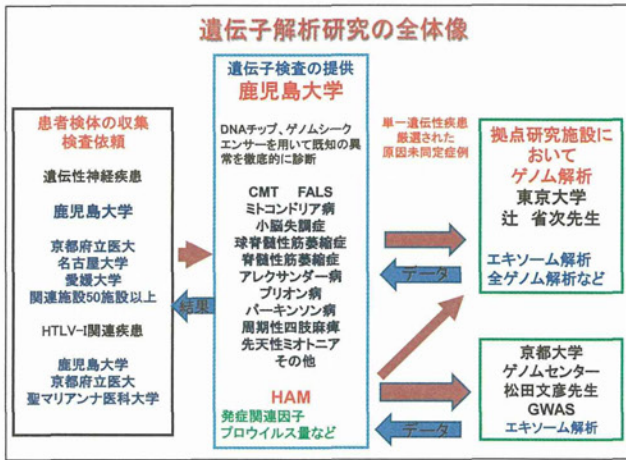 遺伝子解析研究の全体像
患者検体の収集
検査依頼
遺伝性神経疾患
鹿児島大学
京都府立医大
名古屋大学
愛媛大学
関連施設50施設以上
HTLV-I関連疾患
鹿児島大学
京都府立医大
聖マリアンナ医科大学
結果
遺伝子検査の提供
鹿児島大学
DNAチップ、ゲノムシーク
エンサーを用いて既知の異
常を徹底的に診断
CMT FALS
ミトコンドリア病
小脳失調症
球脊髄性筋萎縮症
脊髄性筋萎縮症
アレクサンダー病
プリオン病
パーキンソン病
周期性四肢麻痺
先天性ミオトニア
その他
HAM
発症関連因子
プロウイルス量など
単一遺伝性疾患
厳選された
原因未同定症例
データ
データ
拠点研究施設に
おいて
ゲノム解析
東京大学
辻 省次先生
エキソーム解析
全ゲノム解析など
京都大学
ゲノムセンター
松田文彦先生
GWAS
エキソーム解析